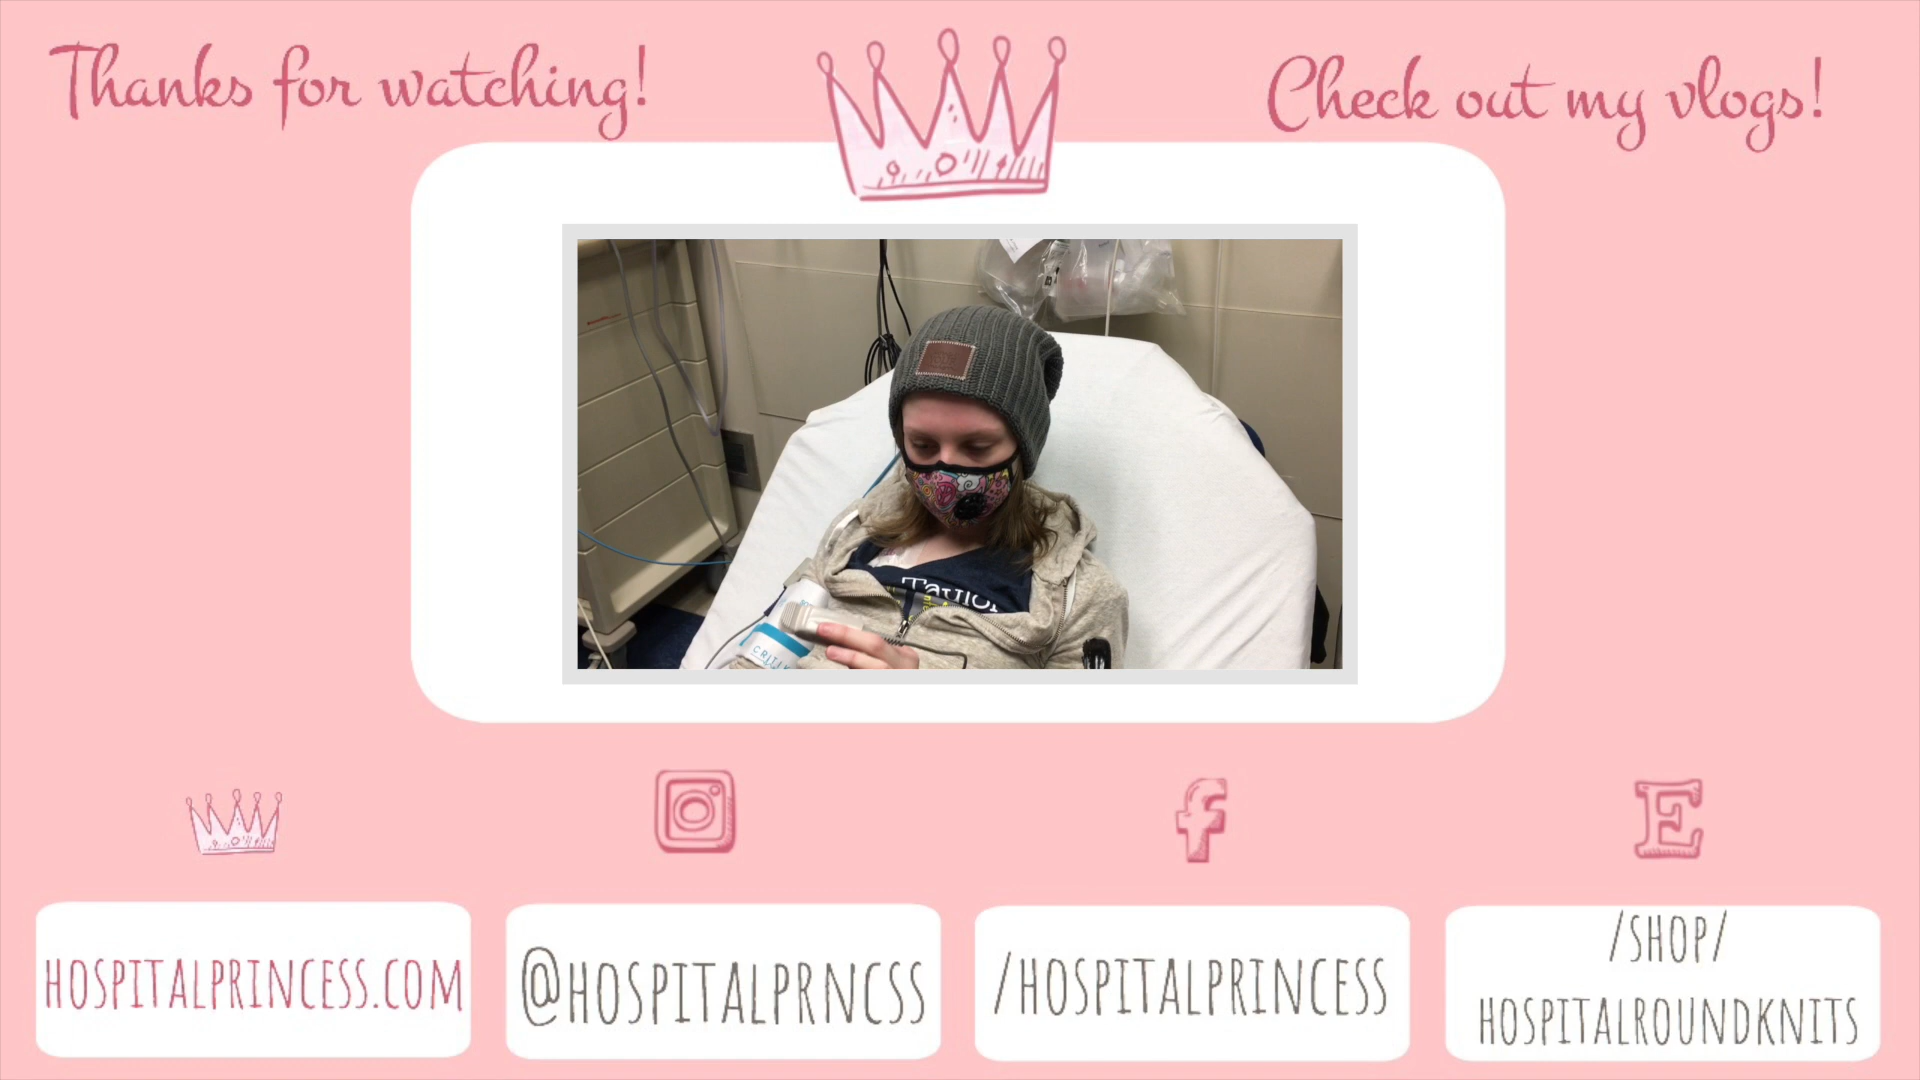 Thanks for watching!
Check out my vlogs!
HOSPITALPRINCESS.COM
@HOSPITALPRNCSS
/HOSPITALPRINCESS
/SHOP/
HOSPITALROUNDKNITS